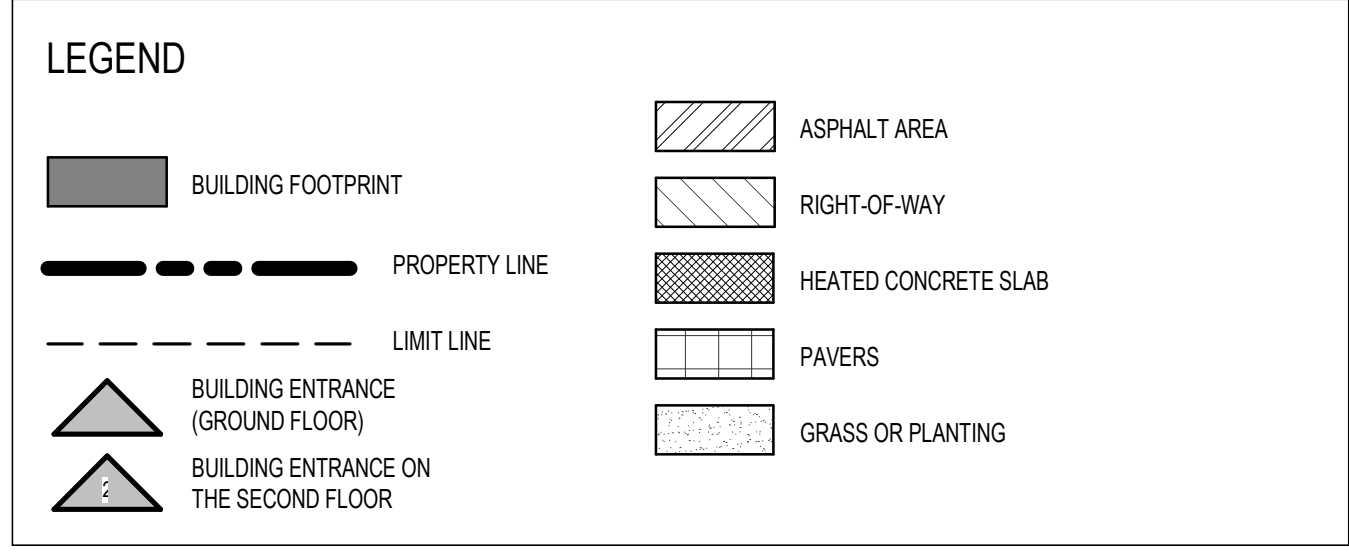 LEGEND
BUILDING FOOTPRINT
PROPERTY LINE
LIMIT LINE
BUILDING ENTRANCE
(GROUND FLOOR)
2
BUILDING ENTRANCE ON
THE SECOND FLOOR
ASPHALT AREA
RIGHT-OF-WAY
HEATED CONCRETE SLAB
PAVERS
GRASS OR PLANTING